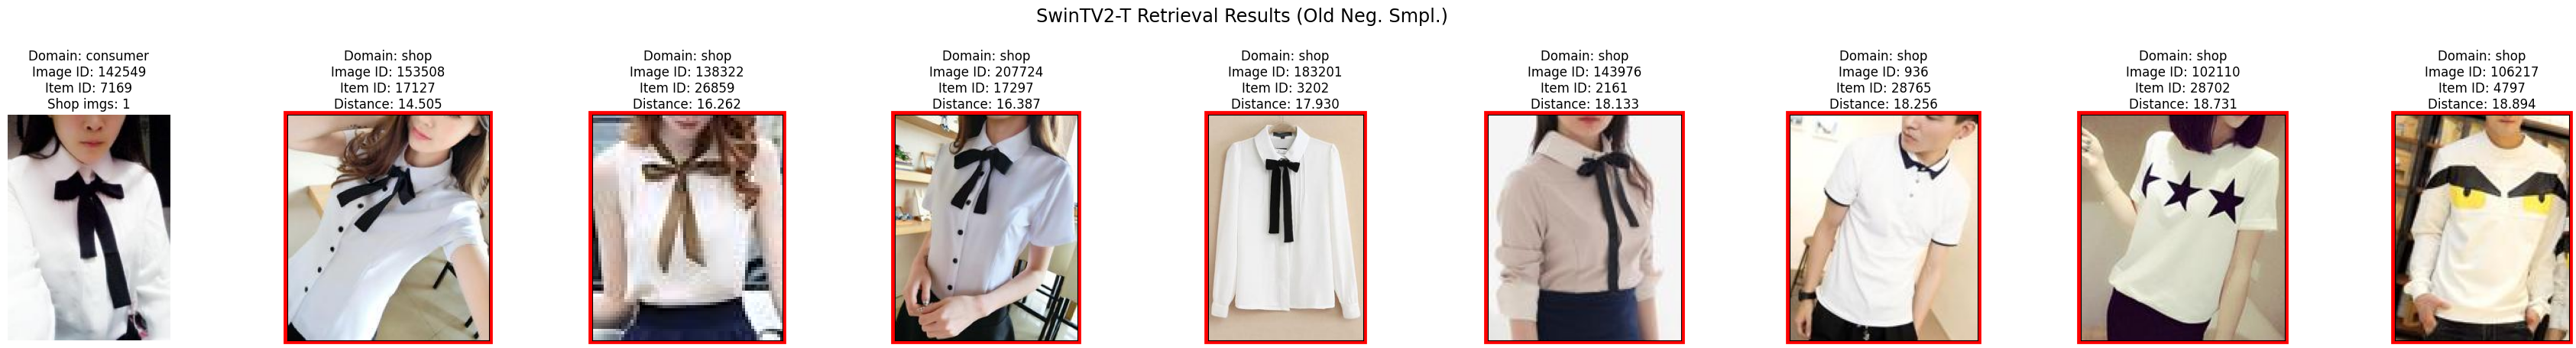 SwinTV2-T Retrieval Results (Old Neg. Smpl.)
Domain: consumer
Image ID: 142549
Item ID: 7169
Shop imgs: 1
Domain: shop
Image ID: 153508
Item ID: 17127
Distance: 14.505
Domain: shop
Image ID: 138322
Item ID: 26859
Distance: 16.262
Domain: shop
Image ID: 207724
Item ID: 17297
Distance: 16.387
Domain: shop
Image ID: 183201
Item ID: 3202
Distance: 17.930
Domain: shop
Image ID: 143976
Item ID: 2161
Distance: 18.133
Domain: shop
Image ID: 936
Item ID: 28765
Distance: 18.256
Domain: shop
Image ID: 102110
Item ID: 28702
Distance: 18.731
Domain: shop
Image ID: 106217
Item ID: 4797
Distance: 18.894